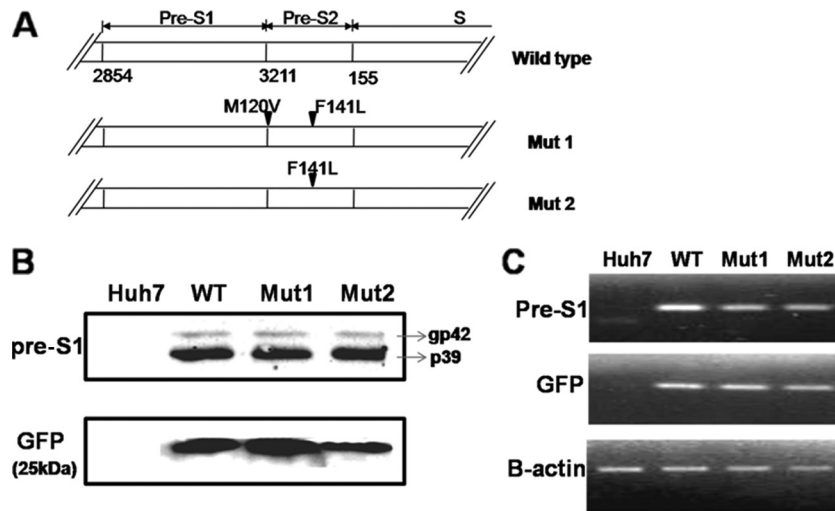 A
Pre-S1 Pre-S2 S
2854 3211 155
Wild type
M120V F141L
Mut 1
F141L
Mut 2
B
Huh7 WT Mut1 Mut2
pre-S1
gp42
p39
GFP
(25kDa)
C
Huh7 WT Mut1 Mut2
Pre-S1
GFP
B-actin